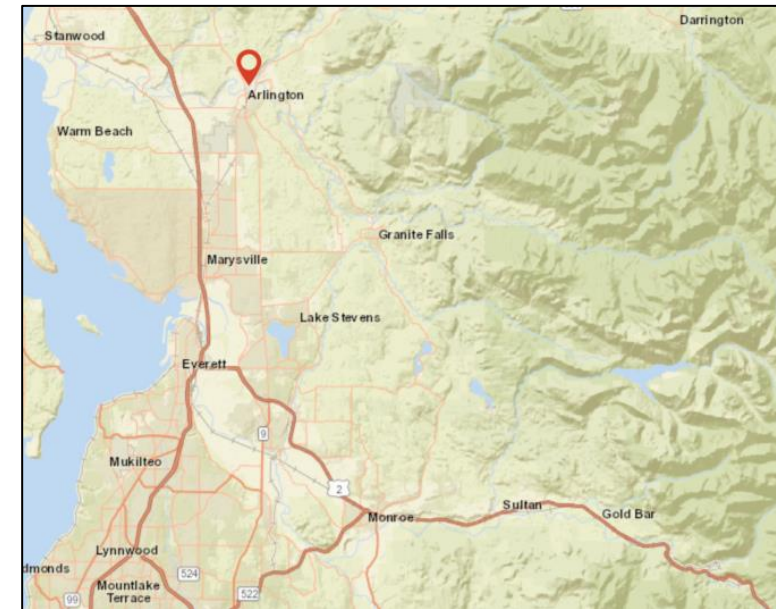 Darrington
Stanwood
Arlington
Warm Beach
Granite Falls
Marysville
Lake Stevens
Everett
9
Mukilteo
2
Sultan
Gold Bar
Monroe
Lynnwood
dmonds
524
Mountlake
Terrace
522
99